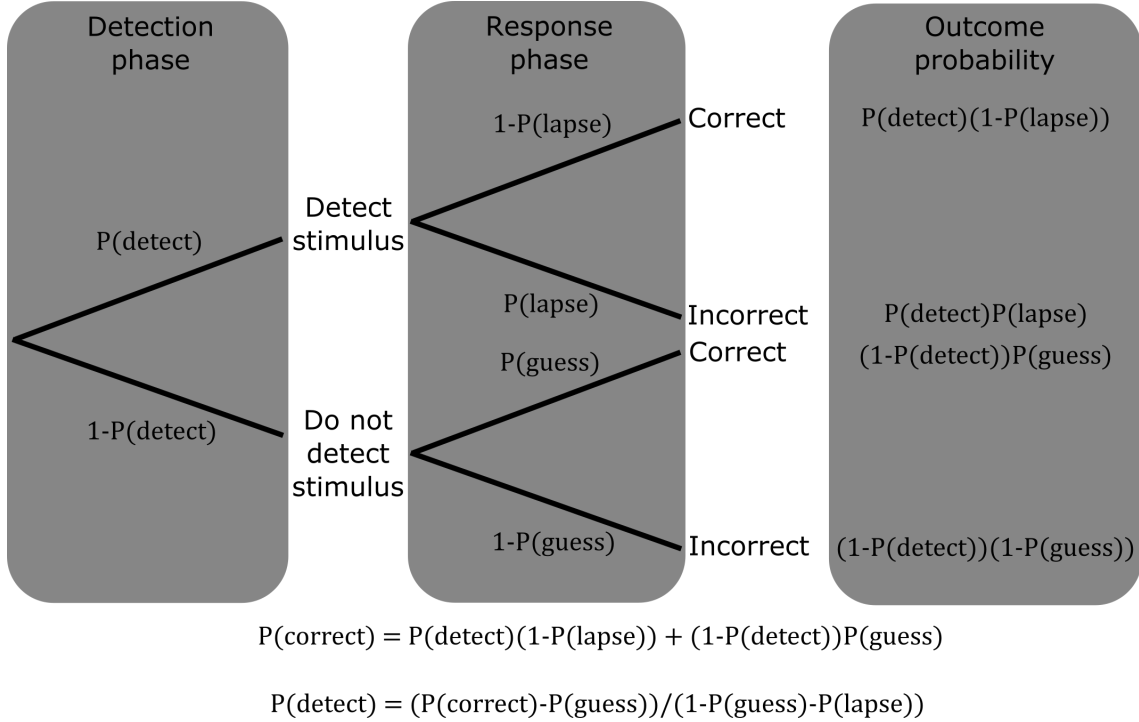 Detection
phase
Response
phase
Outcome
probability
1-P(lapse)
Correct
P(detect)(1-P(lapse))
P(detect)
Detect
stimulus
P(lapse)
Incorrect
P(detect)P(lapse)
P(guess)
Correct
(1-P(detect))P(guess)
1-P(detect)
Do not
detect
stimulus
1-P(guess)
Incorrect
(1-P(detect))(1-P(guess))
P(correct) = P(detect)(1-P(lapse)) + (1-P(detect))P(guess)
P(detect) = (P(correct)-P(guess))/(1-P(guess)-P(lapse))